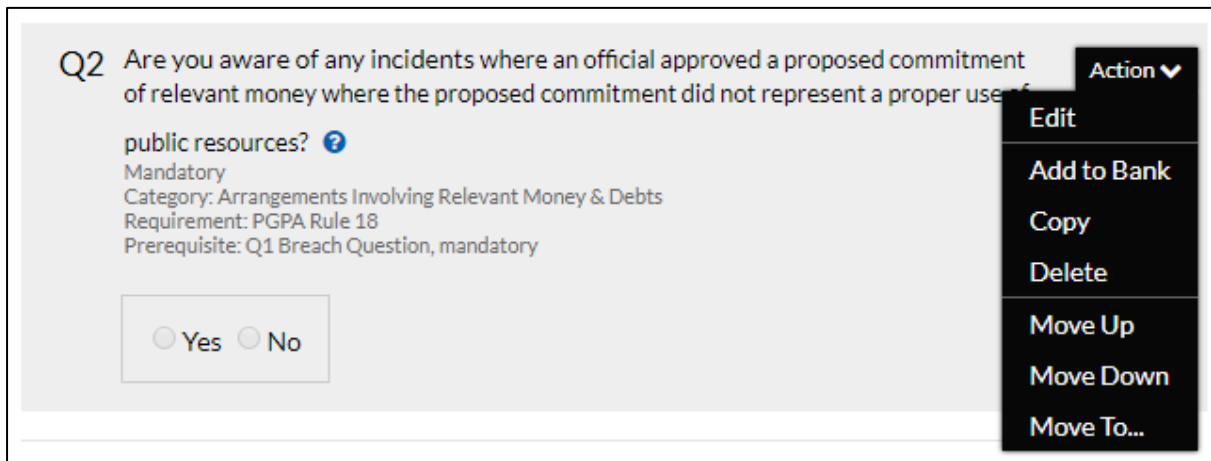 Q2 Are you aware of any incidents where an official approved a proposed commitment
of relevant money where the proposed commitment did not represent a proper use of
public resources? ?
Mandatory
Category: Arrangements Involving Relevant Money & Debts
Requirement: PGPA Rule 18
Prerequisite: Q1 Breach Question, mandatory
Yes No
Action
Edit
Add to Bank
Copy
Delete
Move Up
Move Down
Move To...